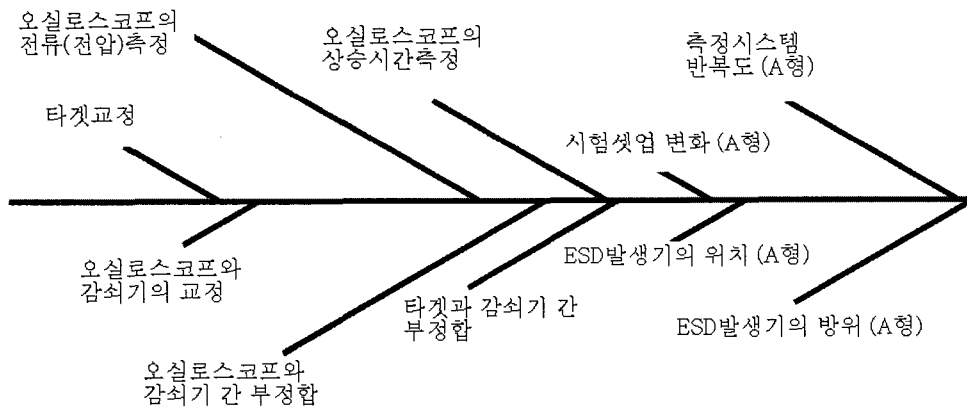 오실로스코프의
전류(전압)측정
오실로스코프의
상승시간측정
측정시스템
반복도(A형)
타겟교정
시험셋업 변화(A형)
오실로스코프와
감쇠기의 교정
타겟과 감쇠기 간
부정합
ESD발생기의 위치(A형)
ESD발생기의 방위(A형)
오실로스코프와
감쇠기 간 부정합